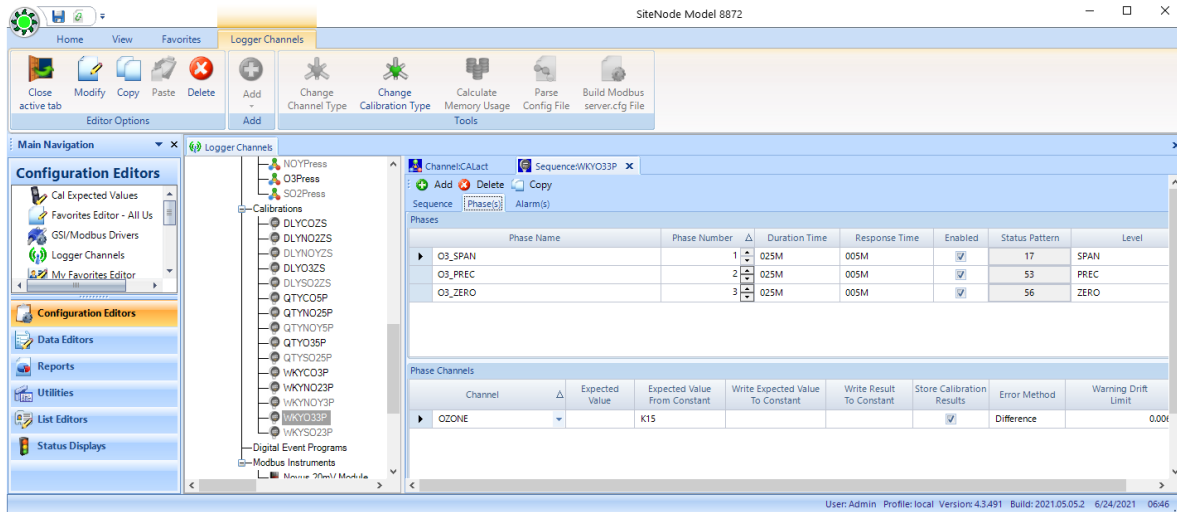 SiteNode Model 8872
Home View Favorites Logger Channels
Close active tab Modify Copy Paste Delete
Editor Options
Add
Add
Change Channel Type Change Calibration Type Calculate Memory Usage Parse Config File Build Modbus server.cfg File
Tools
Main Navigation
Configuration Editors
Cal Expected Values
Favorites Editor - All Us
GSI/Modbus Drivers
Logger Channels
My Favorites Editor
Configuration Editors
Data Editors
Reports
Utilities
List Editors
Status Displays
Logger Channels
NOYPress
O3Press
SO2Press
Calibrations
DLYCOZS
DLYNO2ZS
DLYNOYZS
DLYO3ZS
DLYSO2ZS
QTYCO5P
QTYNO25P
QTYNOY5P
QTYO35P
QTYSO25P
WKYCO3P
WKYNO23P
WKYNOY3P
WKYO33P
WKYSO23P
Digital Event Programs
Modbus Instruments
Novus 20mV Module
Channel:CALact Sequence:WKYO33P
Add Delete Copy
Sequence Phase(s) Alarm(s)
Phases
Phase Name Phase Number Duration Time Response Time Enabled Status Pattern Level
O3_SPAN 1 025M 005M 17 SPAN
O3_PREC 2 025M 005M 53 PREC
O3_ZERO 3 025M 005M 56 ZERO
Phase Channels
Channel Expected Value Expected Value From Constant Write Expected Value To Constant Write Result To Constant Store Calibration Results Error Method Warning Drift Limit
OZONE K15 Difference 0.006
User: Admin Profile: local Version: 4.3.491 Build: 2021.05.05.2 6/24/2021 06:46